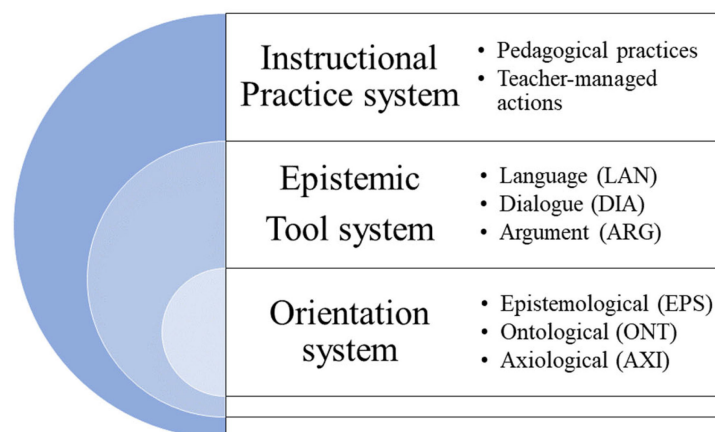 Instructional
Practice system
• Pedagogical practices
• Teacher-managed
actions
Epistemic
Tool system
• Language (LAN)
• Dialogue (DIA)
• Argument (ARG)
Orientation
system
• Epistemological (EPS)
• Ontological (ONT)
• Axiological (AXI)